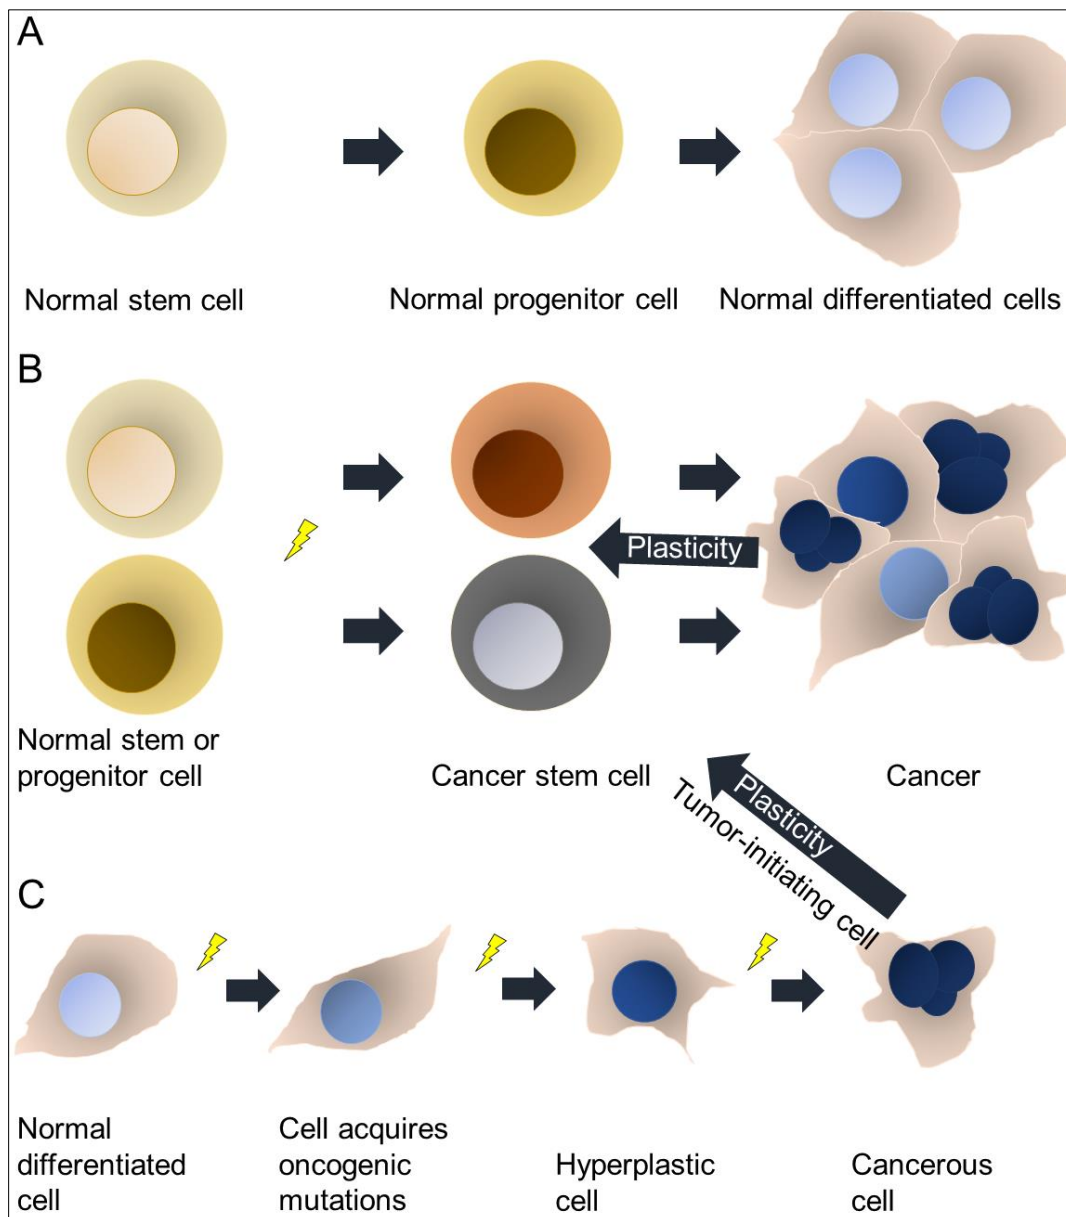 A
Normal stem cell
Normal progenitor cell
Normal differentiated cells
B
Plasticity
Normal stem or
progenitor cell
Cancer stem cell
Cancer
Plasticity
Tumor-initiating cell
C
Normal
differentiated
cell
Cell acquires
oncogenic
mutations
Hyperplastic
cell
Cancerous
cell